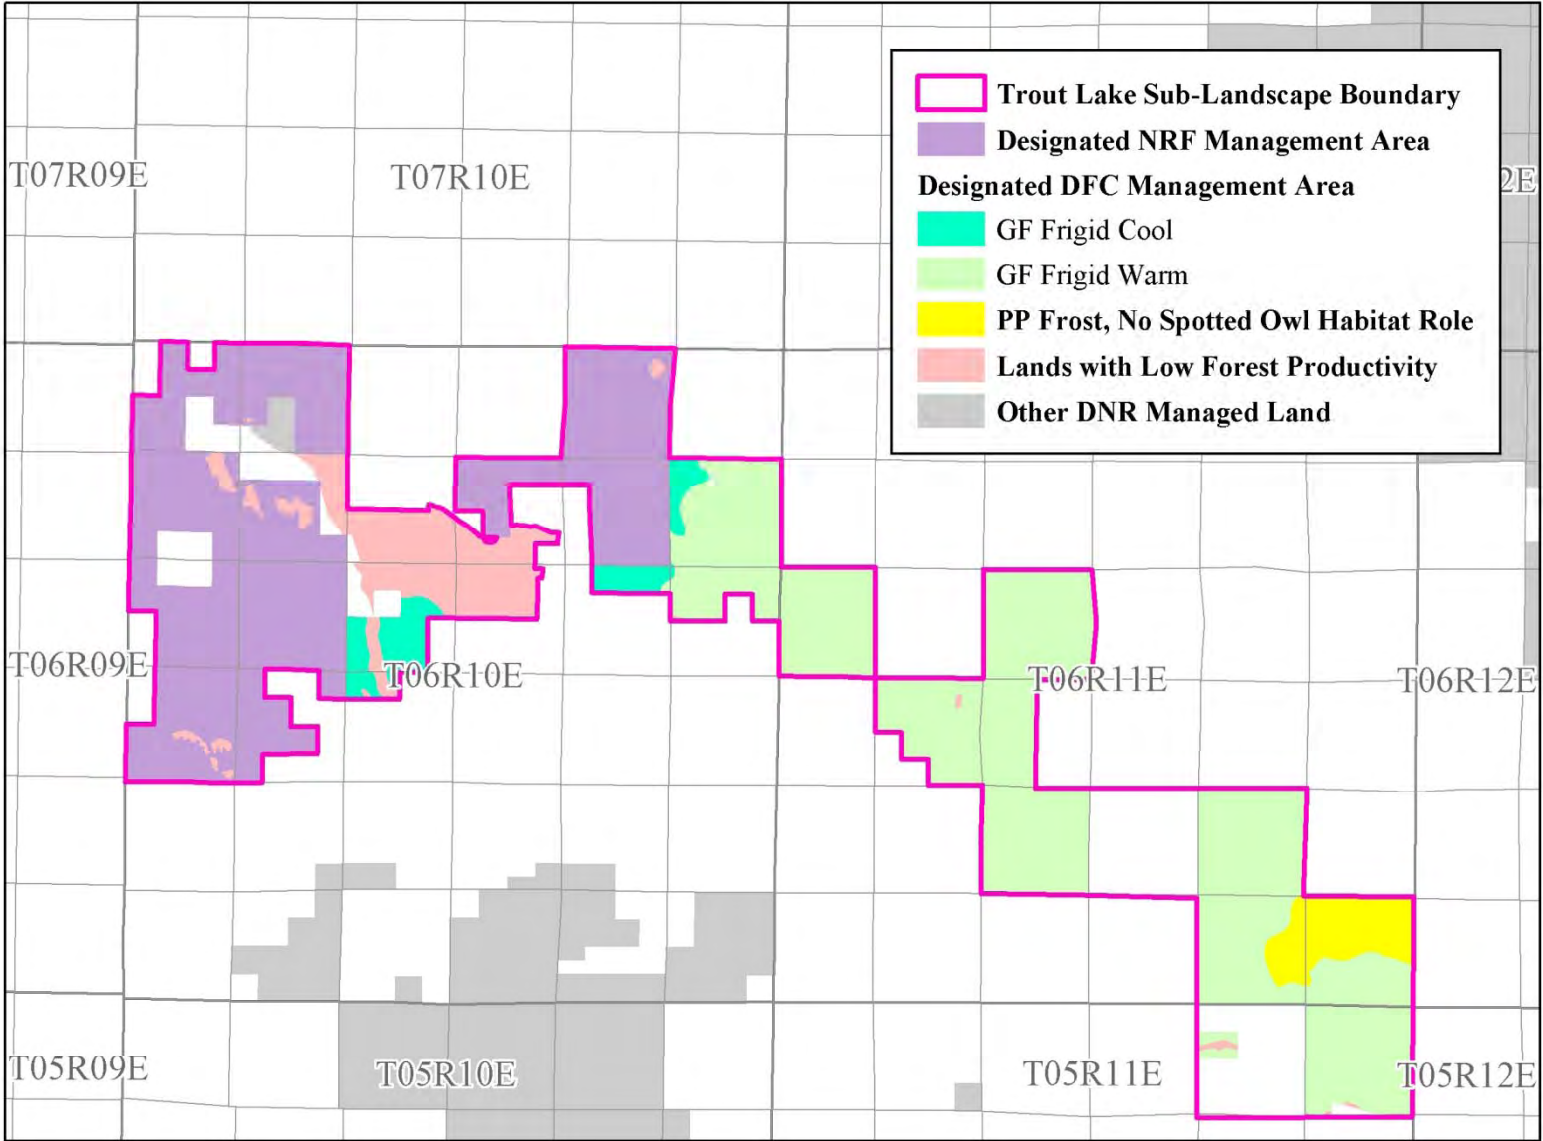 Trout Lake Sub-Landscape Boundary
Designated NRF Management Area
Designated DFC Management Area
GF Frigid Cool
GF Frigid Warm
PP Frost, No Spotted Owl Habitat Role
Lands with Low Forest Productivity
Other DNR Managed Land
T07R09E
T07R10E
2E
T06R09E
T06R10E
T06R11E
T06R12E
T05R09E
T05R10E
T05R11E
T05R12E